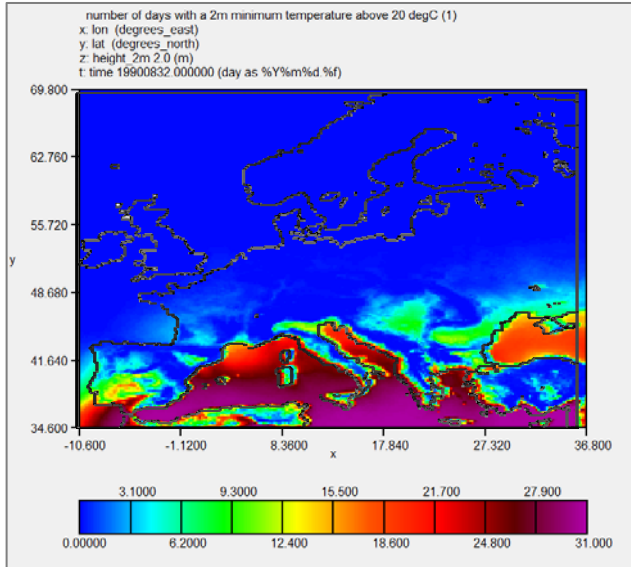 number of days with a 2m minimum temperature above 20 degC (1)
x: lon (degrees_east)
y: lat (degrees_north)
z: height_2m 2.0 (m)
t: time 19900832.000000 (day as %Y%m%d.%f)
69.800
62.760
55.720
y
48.680
41.640
34.600
-10.600 -1.1200 8.3600 17.840 27.320 36.800
x
3.1000 9.3000 15.500 21.700 27.900
0.00000 6.2000 12.400 18.600 24.800 31.000